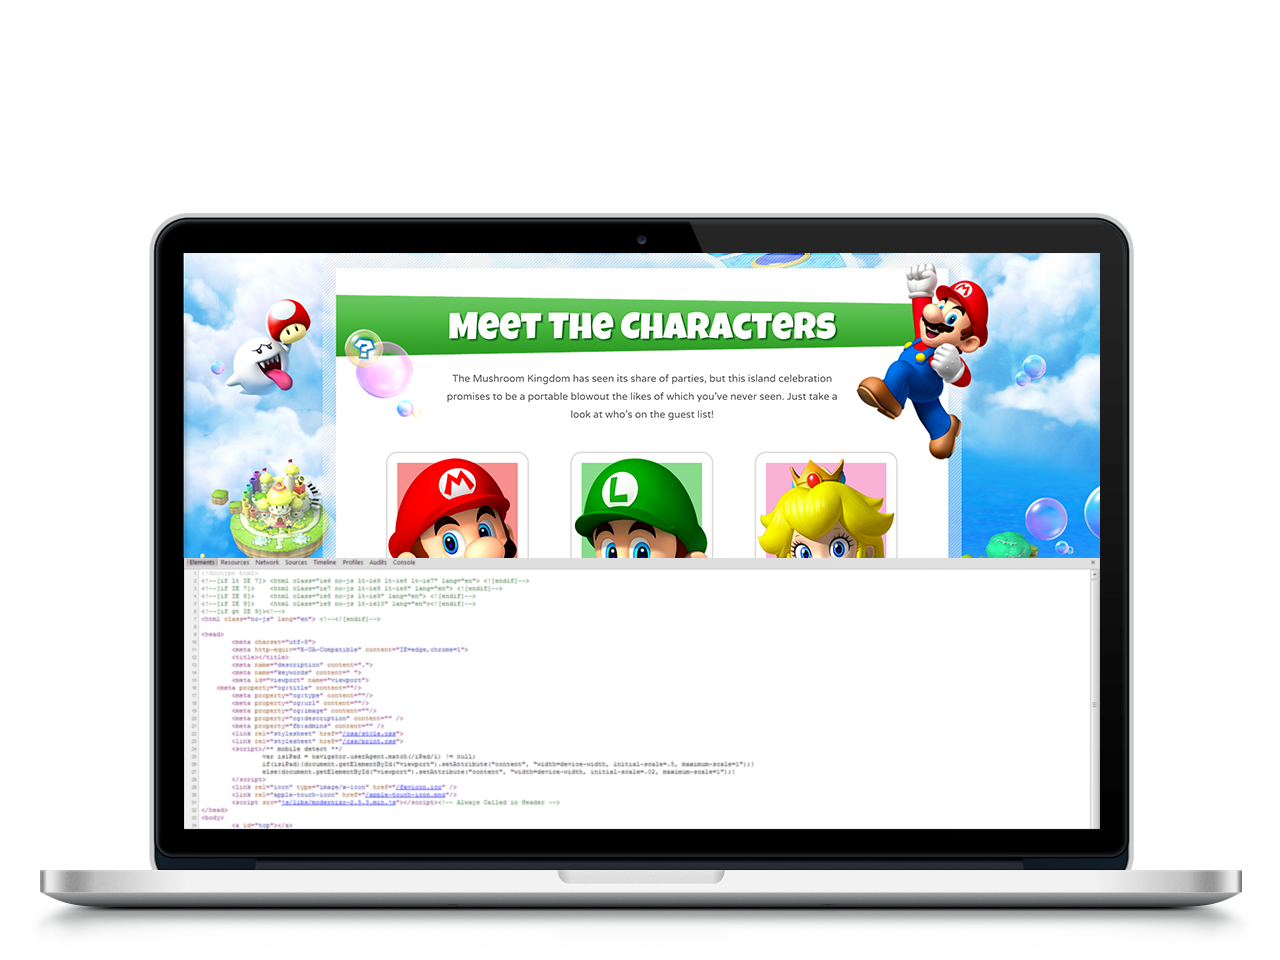 Meet the Characters
?
The Mushroom Kingdom has seen its share of parties, but this island celebration
promises to be a portable blowout the likes of which you've never seen. Just take a
look at who's on the guest list!
M
M
L
Elements Resources Network Sources Timeline Profiles Audits Console
<!doctype html>
<!--[if lt IE 7]> <html class="ie6 no-js lt-ie9 lt-ie8 lt-ie7" lang="en"> <![endif]-->
<!--[if IE 7]> <html class="ie7 no-js lt-ie9 lt-ie8" lang="en"> <![endif]-->
<!--[if IE 8]> <html class="ie8 no-js lt-ie9" lang="en"> <![endif]-->
<!--[if IE 9]> <html class="ie9 no-js lt-ie10" lang="en"><![endif]-->
<!--[if gt IE 9]><!-->
<html class="no-js" lang="en"> <!--<![endif]-->
<head>
<meta charset="utf-8">
<meta http-equiv="X-UA-Compatible" content="IE=edge,chrome=1">
<title></title>
<meta name="description" content=".">
<meta name="keywords" content=" ">
<meta id="viewport" name="viewport">
<meta property="og:title" content=""/>
<meta property="og:type" content=""/>
<meta property="og:url" content=""/>
<meta property="og:image" content=""/>
<meta property="og:description" content="" />
<meta property="fb:admins" content="" />
<link rel="stylesheet" href="/css/style.css">
<link rel="stylesheet" href="/css/print.css">
<script>/** mobile detect **/
var isiPad = navigator.userAgent.match(/iPad/i) != null;
if(isiPad){document.getElementById("viewport").setAttribute("content", "width=device-width, initial-scale=.5, maximum-scale=1");}
else{document.getElementById("viewport").setAttribute("content", "width=device-width, initial-scale=.02, maximum-scale=1");}
</script>
<link rel="icon" type="image/x-icon" href="/favicon.ico" />
<link rel="apple-touch-icon" href="/apple-touch-icon.png"/>
<script src="js/libs/modernizr-2.5.3.min.js"></script><!-- Always Called in Header -->
</head>
<body>
<a id="top"></a>